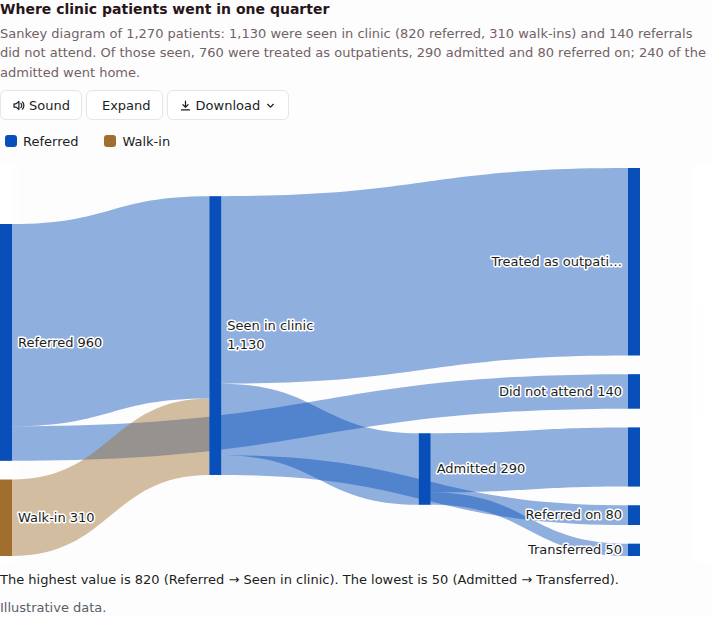 Where clinic patients went in one quarter
Sankey diagram of 1,270 patients: 1,130 were seen in clinic (820 referred, 310 walk-ins) and 140 referrals
did not attend. Of those seen, 760 were treated as outpatients, 290 admitted and 80 referred on; 240 of the
admitted went home.
Sound Expand Download
Referred Walk-in
Treated as outpati...
Seen in clinic
1,130
Referred 960
Did not attend 140
Admitted 290
Referred on 80
Walk-in 310
Transferred 50
The highest value is 820 (Referred → Seen in clinic). The lowest is 50 (Admitted → Transferred).
Illustrative data.